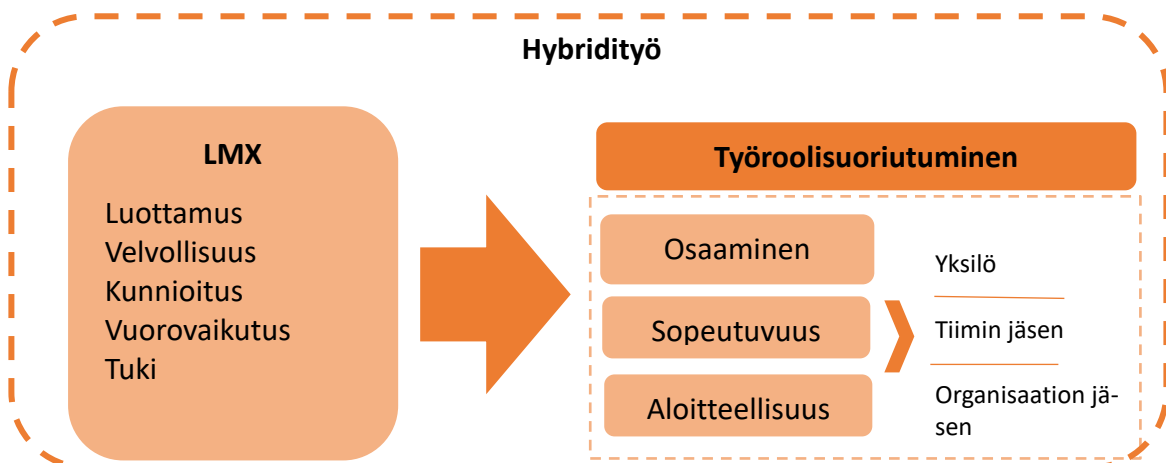 Hybridityö
LMX
Luottamus
Velvollisuus
Kunnioitus
Vuorovaikutus
Tuki
Työroolisuoriutuminen
Osaaminen
Sopeutuvuus
Aloitteellisuus
Yksilö
Tiimin jäsen
Organisaation jä-
sen